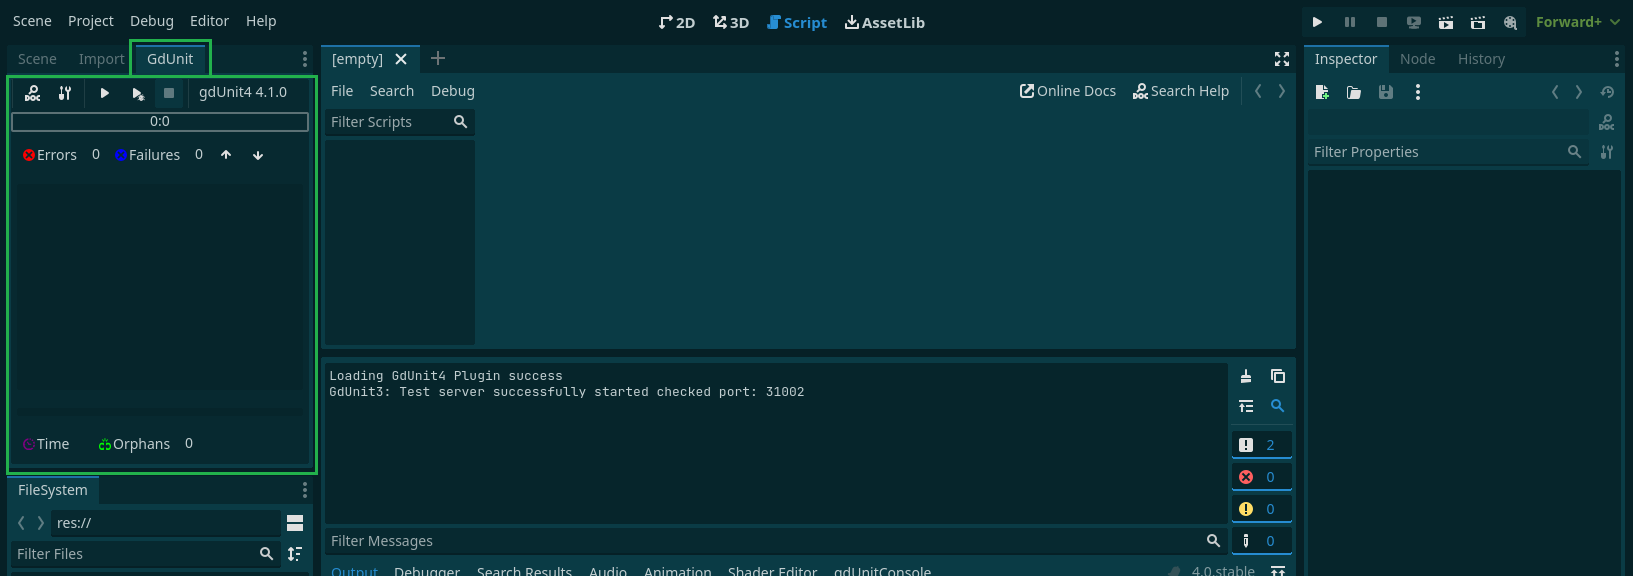 Scene Project Debug Editor Help
2D 3D Script AssetLib
Forward+
Scene Import GdUnit
gdUnit4 4.1.0
0:0
Errors 0 Failures 0
Time Orphans 0
FileSystem
res://
Filter Files
[empty]
File Search Debug
Online Docs Search Help
Filter Scripts
Loading GdUnit4 Plugin success
GdUnit3: Test server successfully started checked port: 31002
2
0
0
0
Filter Messages
Output Debugger Search Results Audio Animation Shader Editor gdUnitConsole
4.0.stable
Inspector Node History
DOC
Filter Properties